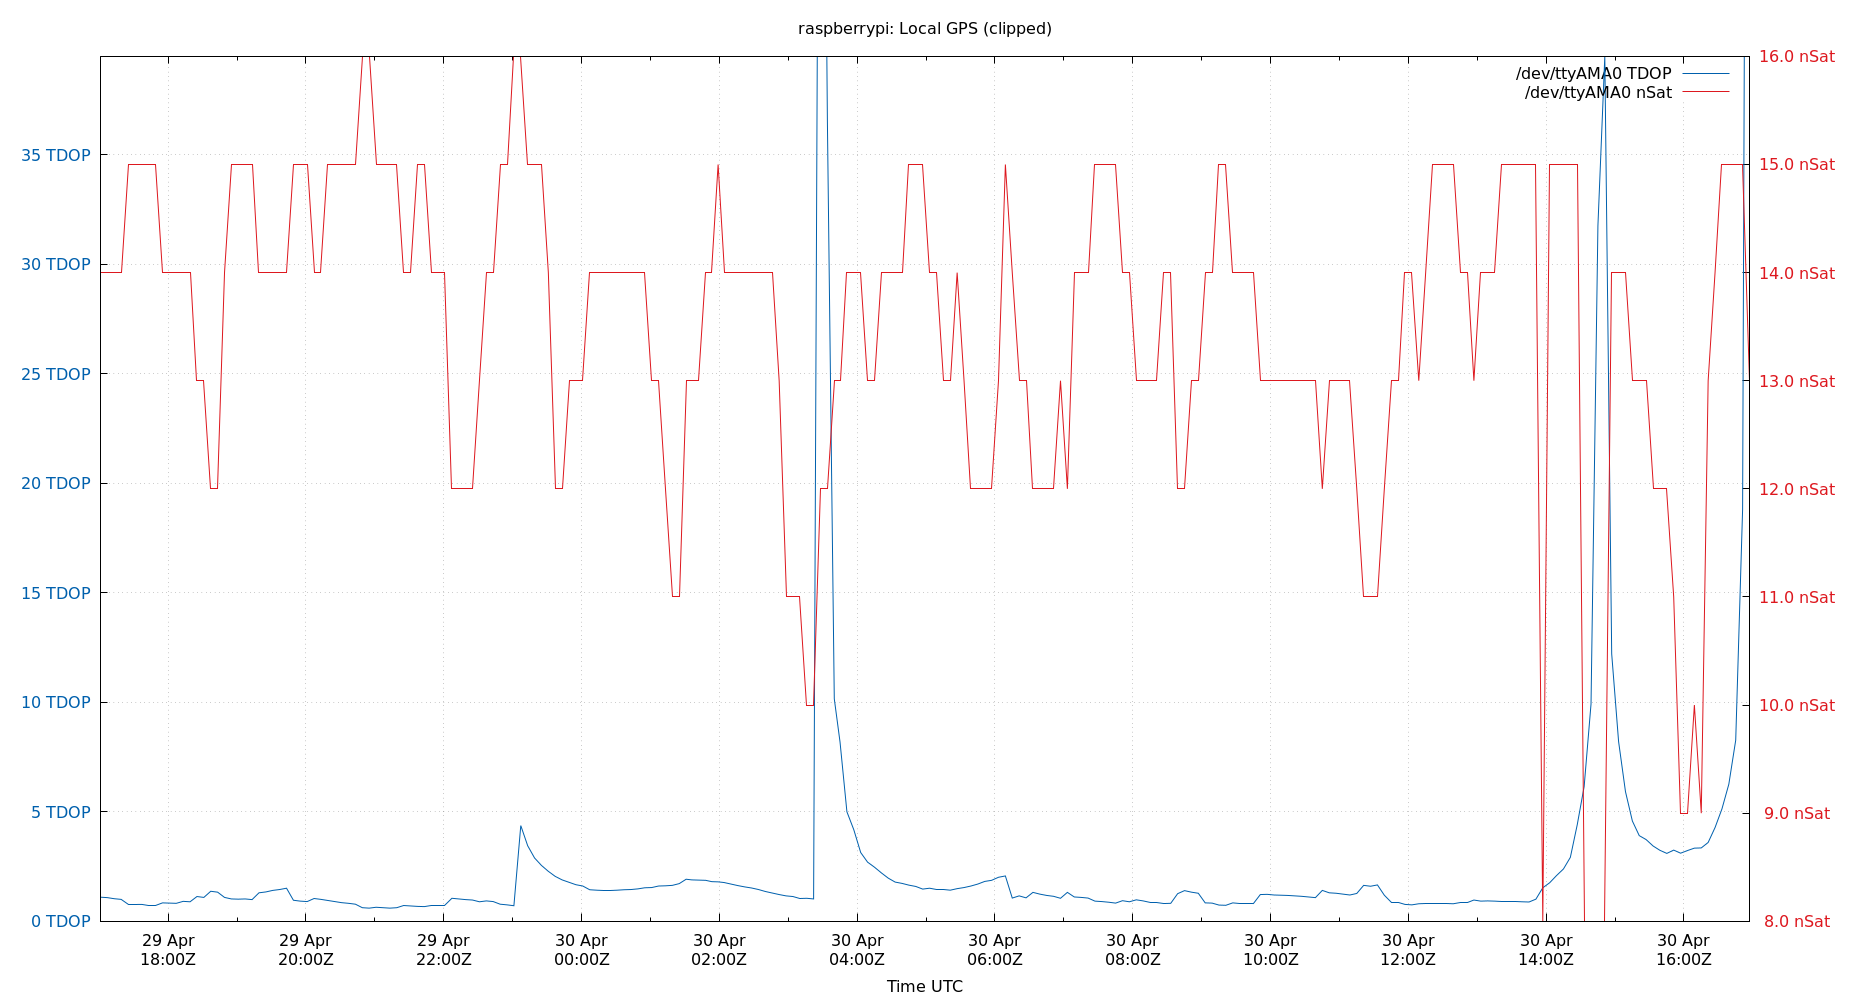 raspberrypi: Local GPS (clipped)
/dev/ttyAMA0 TDOP
/dev/ttyAMA0 nSat
35 TDOP
30 TDOP
25 TDOP
20 TDOP
15 TDOP
10 TDOP
5 TDOP
0 TDOP
16.0 nSat
15.0 nSat
14.0 nSat
13.0 nSat
12.0 nSat
11.0 nSat
10.0 nSat
9.0 nSat
8.0 nSat
29 Apr
18:00Z
29 Apr
20:00Z
29 Apr
22:00Z
30 Apr
00:00Z
30 Apr
02:00Z
30 Apr
04:00Z
30 Apr
06:00Z
30 Apr
08:00Z
30 Apr
10:00Z
30 Apr
12:00Z
30 Apr
14:00Z
30 Apr
16:00Z
Time UTC